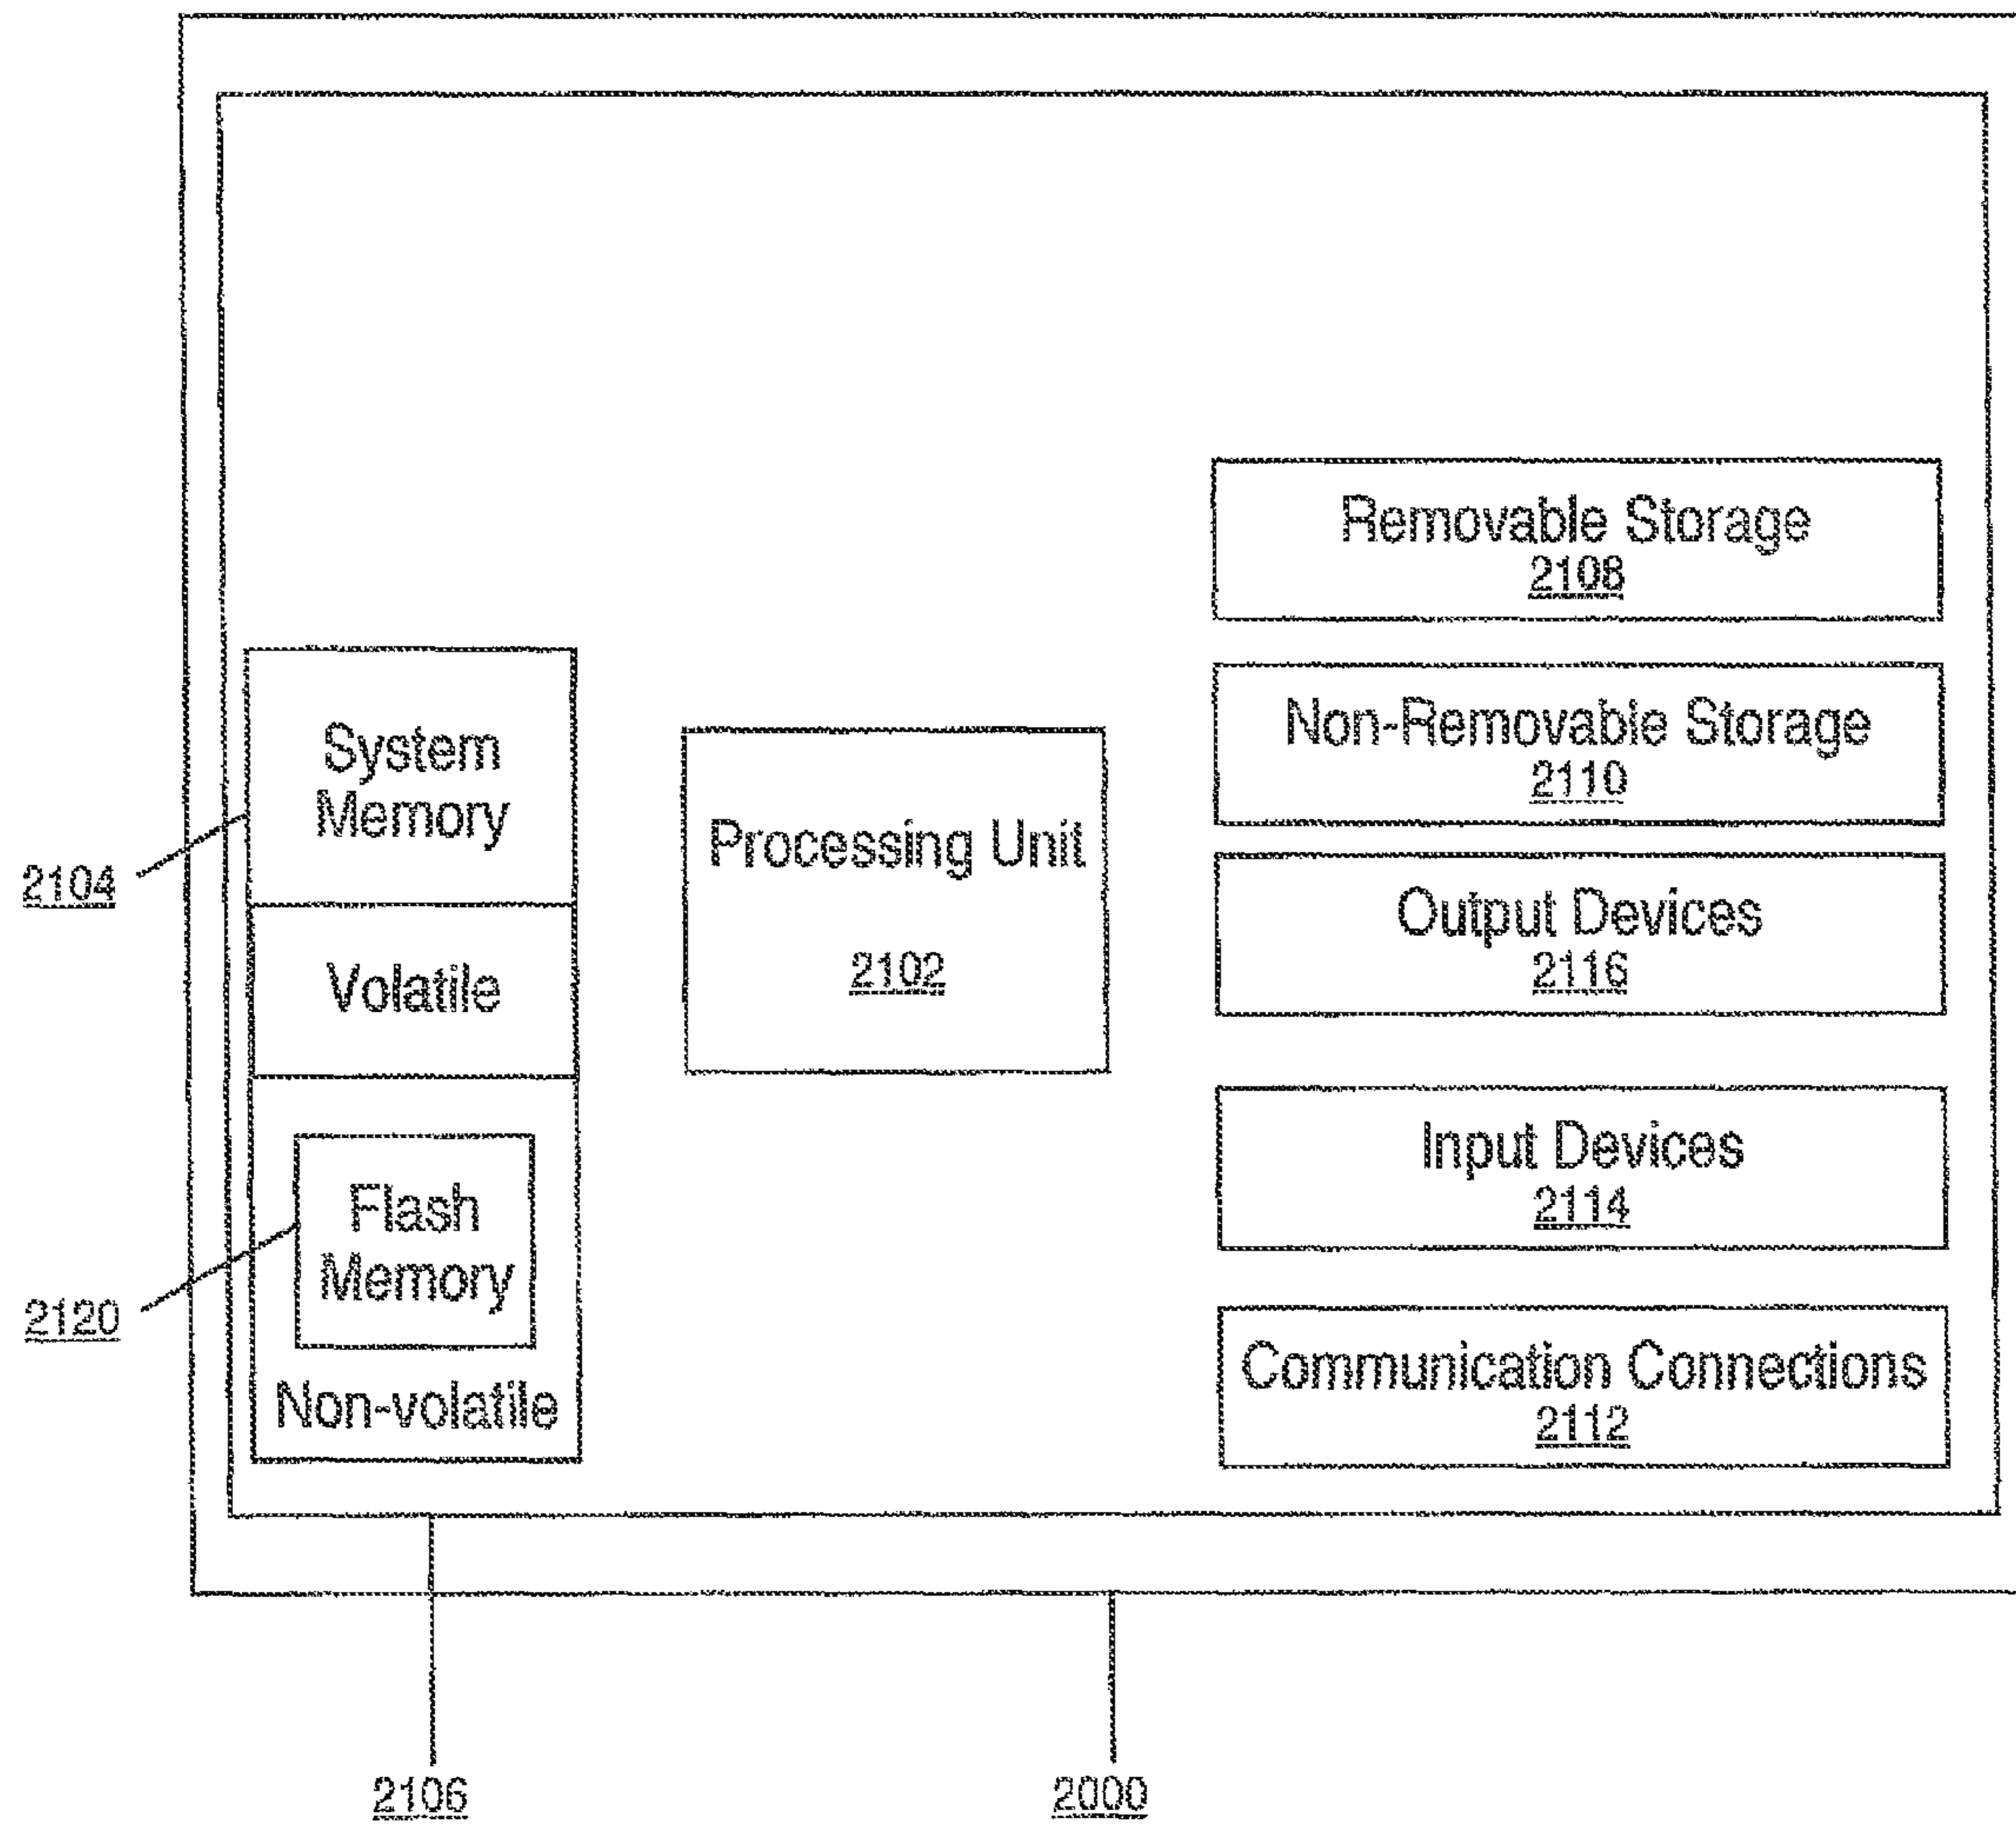 Removable Storage
2108
Non-Removable Storage
2110
Output Devices
2116
Input Devices
2114
Communication Connections
2112
Processing Unit
2102
System
Memory
2104
Volatile
Flash
Memory
2120
Non-volatile
2106
2000